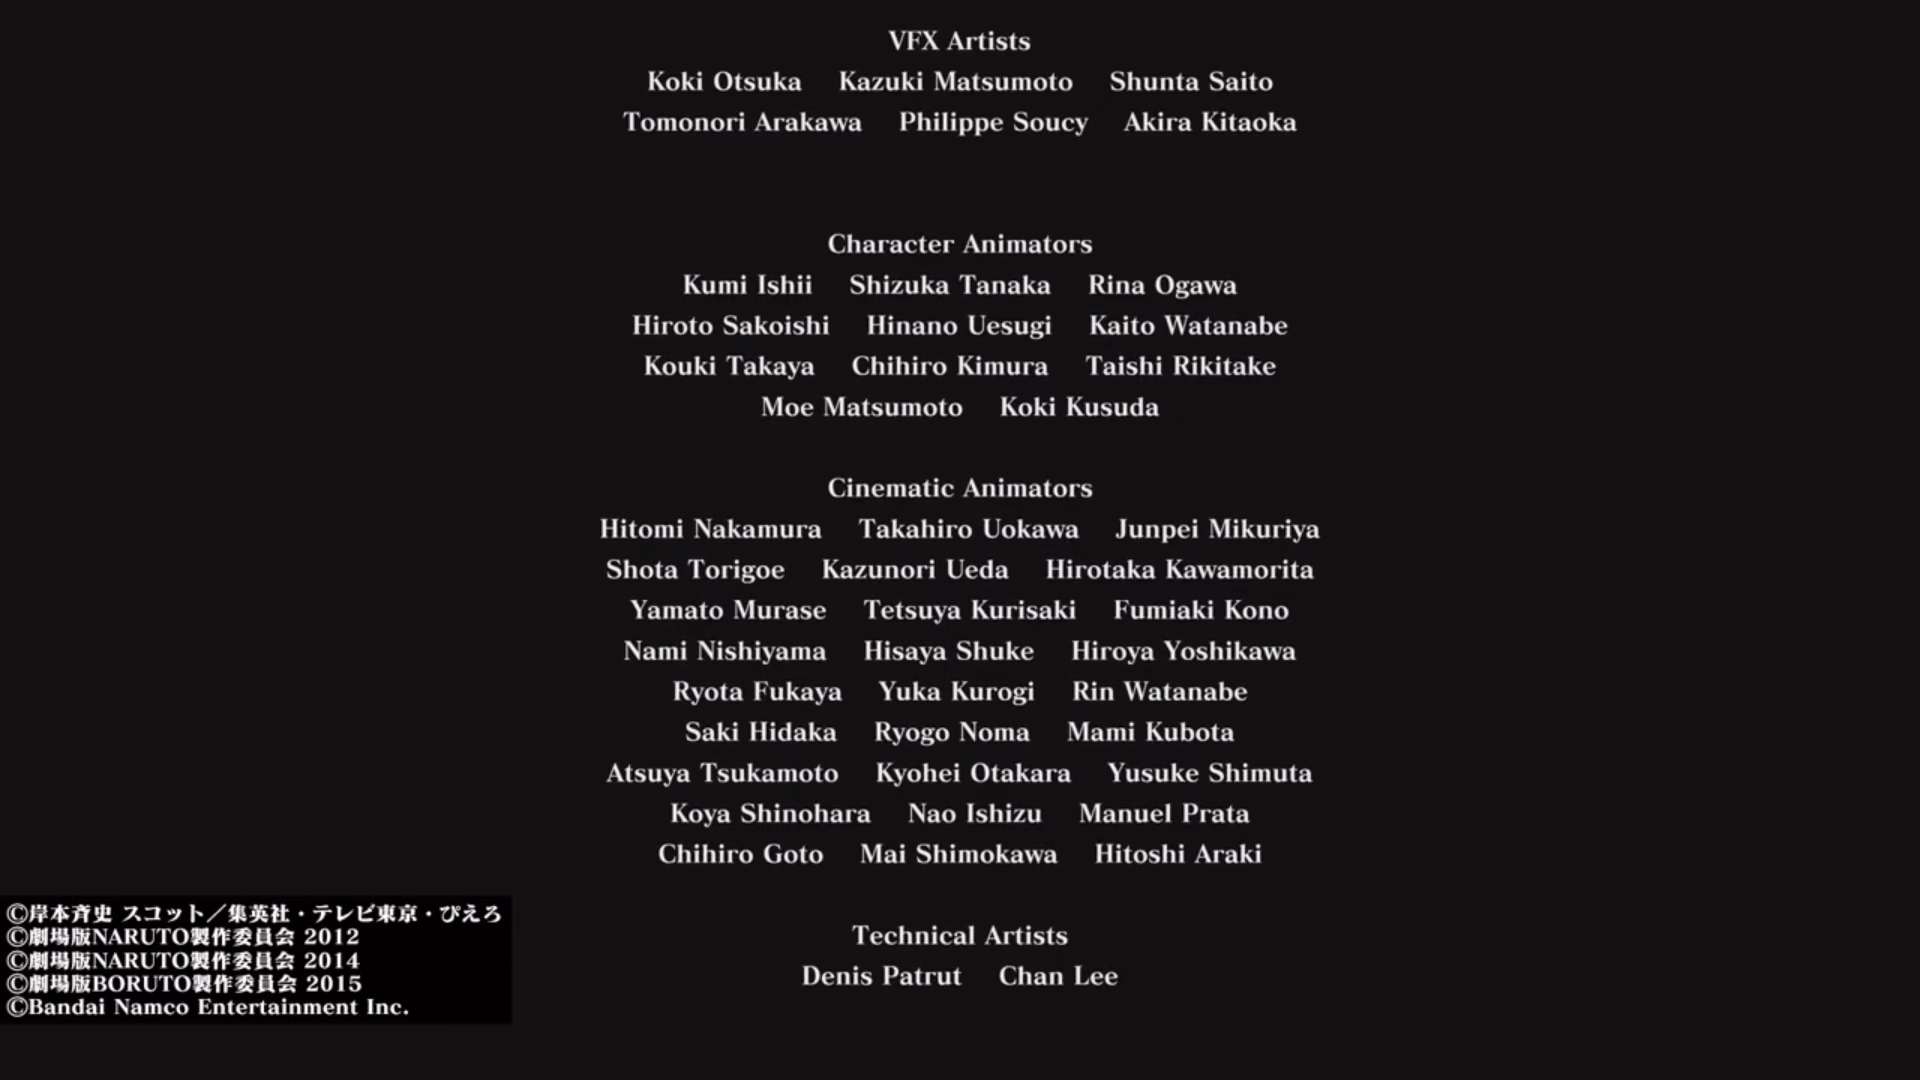 VFX Artists
Koki Otsuka Kazuki Matsumoto Shunta Saito
Tomonori Arakawa Philippe Soucy Akira Kitaoka
Character Animators
Kumi Ishii Shizuka Tanaka Rina Ogawa
Hiroto Sakoishi Hinano Uesugi Kaito Watanabe
Kouki Takaya Chihiro Kimura Taishi Rikitake
Moe Matsumoto Koki Kusuda
Cinematic Animators
Hitomi Nakamura Takahiro Uokawa Junpei Mikuriya
Shota Torigoe Kazunori Ueda Hirotaka Kawamorita
Yamato Murase Tetsuya Kurisaki Fumiaki Kono
Nami Nishiyama Hisaya Shuke Hiroya Yoshikawa
Ryota Fukaya Yuka Kurogi Rin Watanabe
Saki Hidaka Ryogo Noma Mami Kubota
Atsuya Tsukamoto Kyohei Otakara Yusuke Shimuta
Koya Shinohara Nao Ishizu Manuel Prata
Chihiro Goto Mai Shimokawa Hitoshi Araki
Technical Artists
Denis Patrut Chan Lee
©岸本斉史 スコット／集英社・テレビ東京・ぴえろ
©劇場版NARUTO製作委員会 2012
©劇場版NARUTO製作委員会 2014
©劇場版BORUTO製作委員会 2015
©Bandai Namco Entertainment Inc.